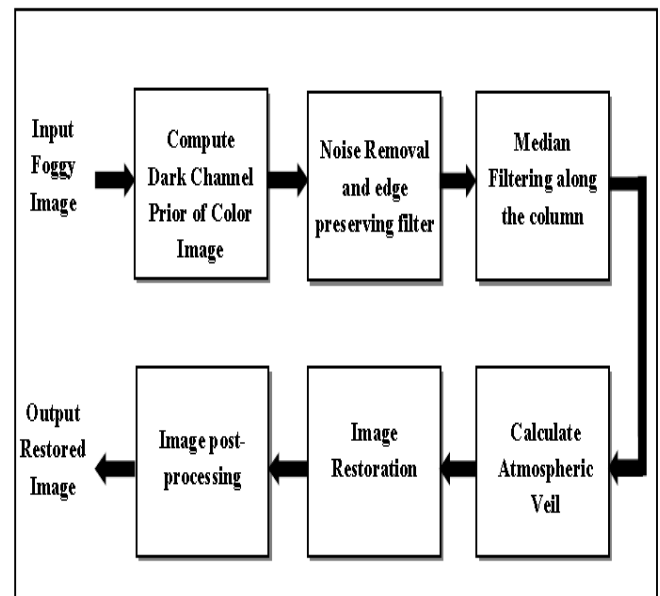 Input
Foggy
Image
Compute
Dark Channel
Prior of Color
Image
Noise Removal
and edge
preserving filter
Median
Filtering along
the column
Calculate
Atmospheric
Veil
Image
Restoration
Image post-
processing
Output
Restored
Image